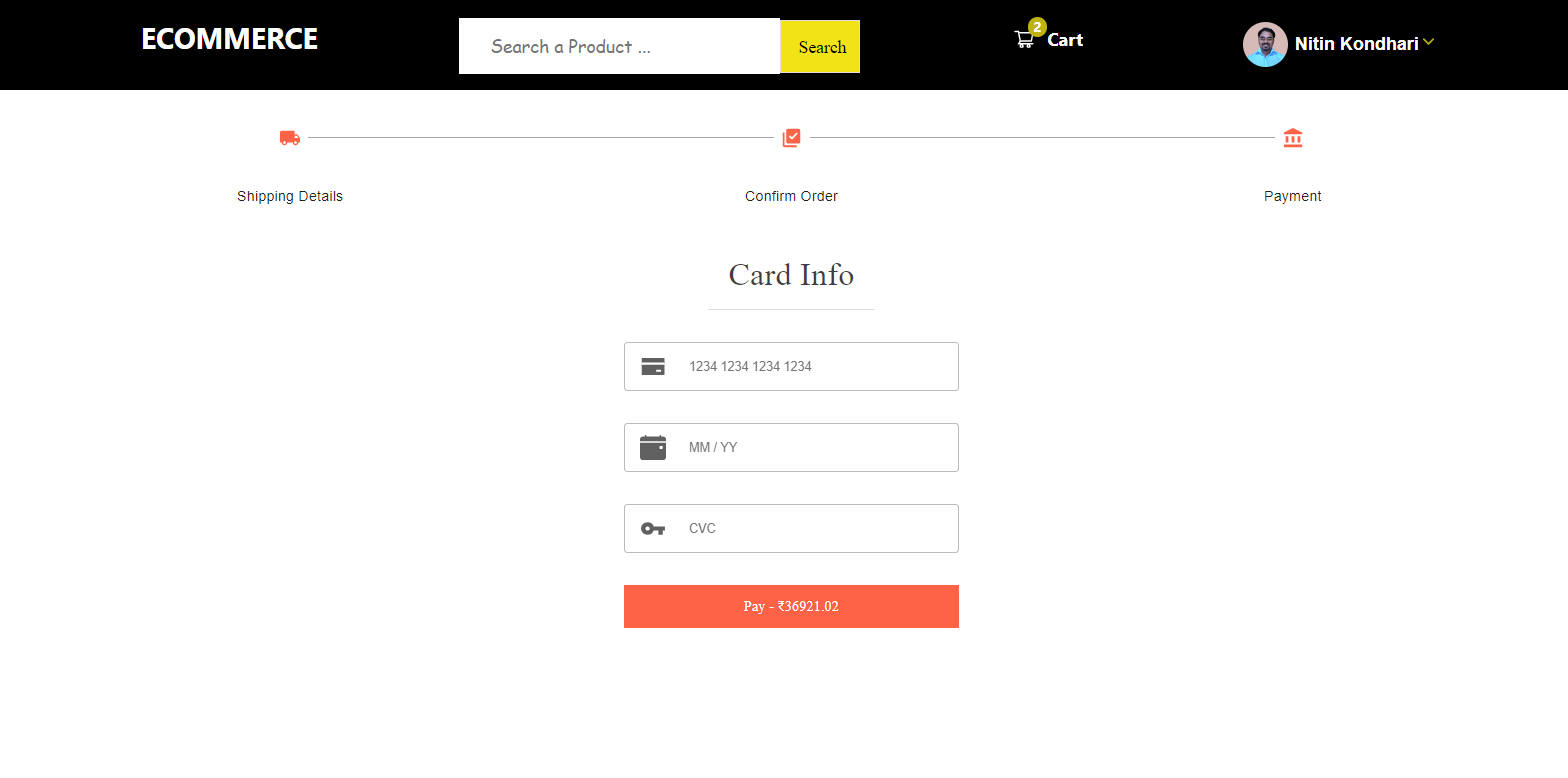 ECOMMERCE
Search a Product ...
Search
2
Cart
Nitin Kondhari
Shipping Details
Confirm Order
Payment
Card Info
1234 1234 1234 1234
MM / YY
CVC
Pay - ₹36921.02